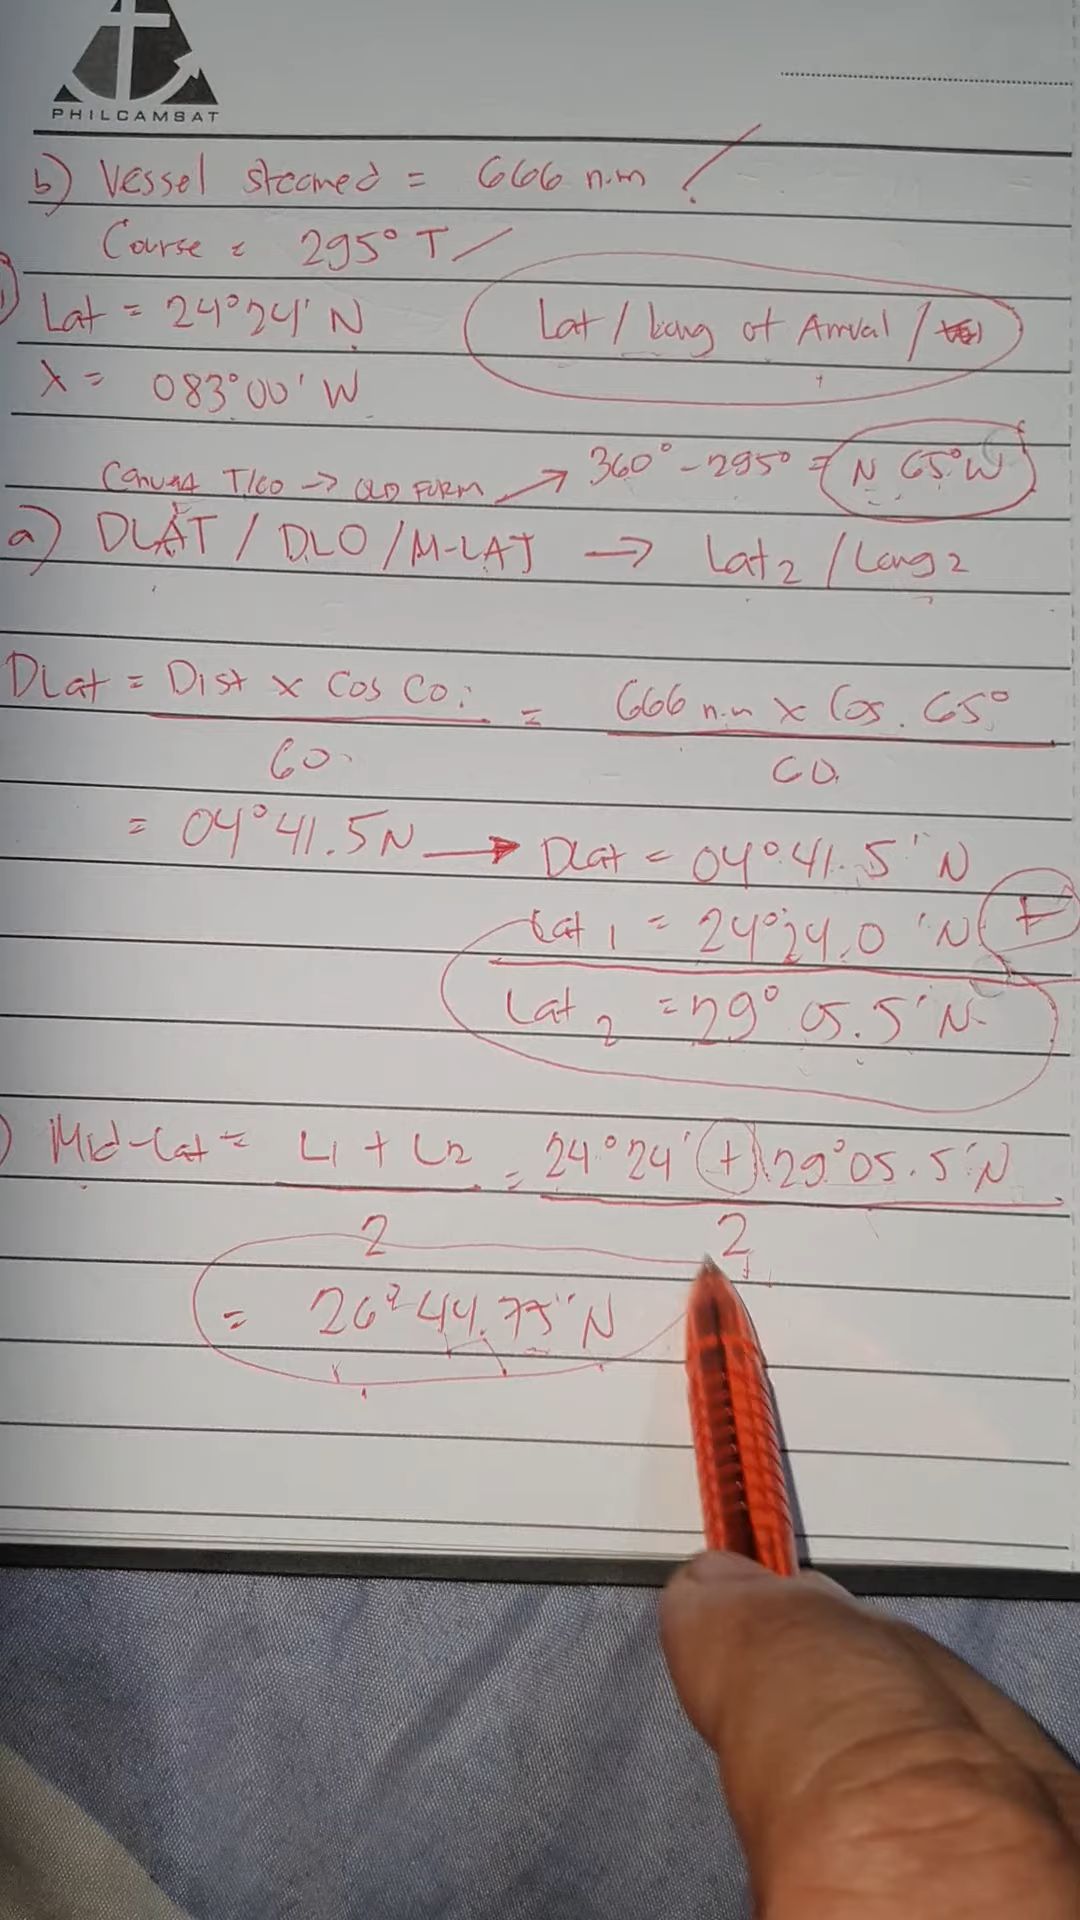 PHILCAMSAT
b) Vessel steamed = 666 n.m
Course = 295° T
Lat = 24°24' N
Lat / Long of Arrival /
λ = 083°00' W
Convert T/CO → OLD FORM → 360° - 295° = N 65° W
a) DLAT / DLO / M-LAT → Lat2 / Long2
DLat = Dist x Cos Co. = 666 n.m x Cos. 65°
60 60
= 04°41.5N → DLat = 04°41.5' N
Lat 1 = 24°24.0 'N +
Lat 2 = 29° 05.5' N
Mid-Lat = L1 + L2 = 24°24' + 29°05.5' N
2 2
= 26°44.75' N